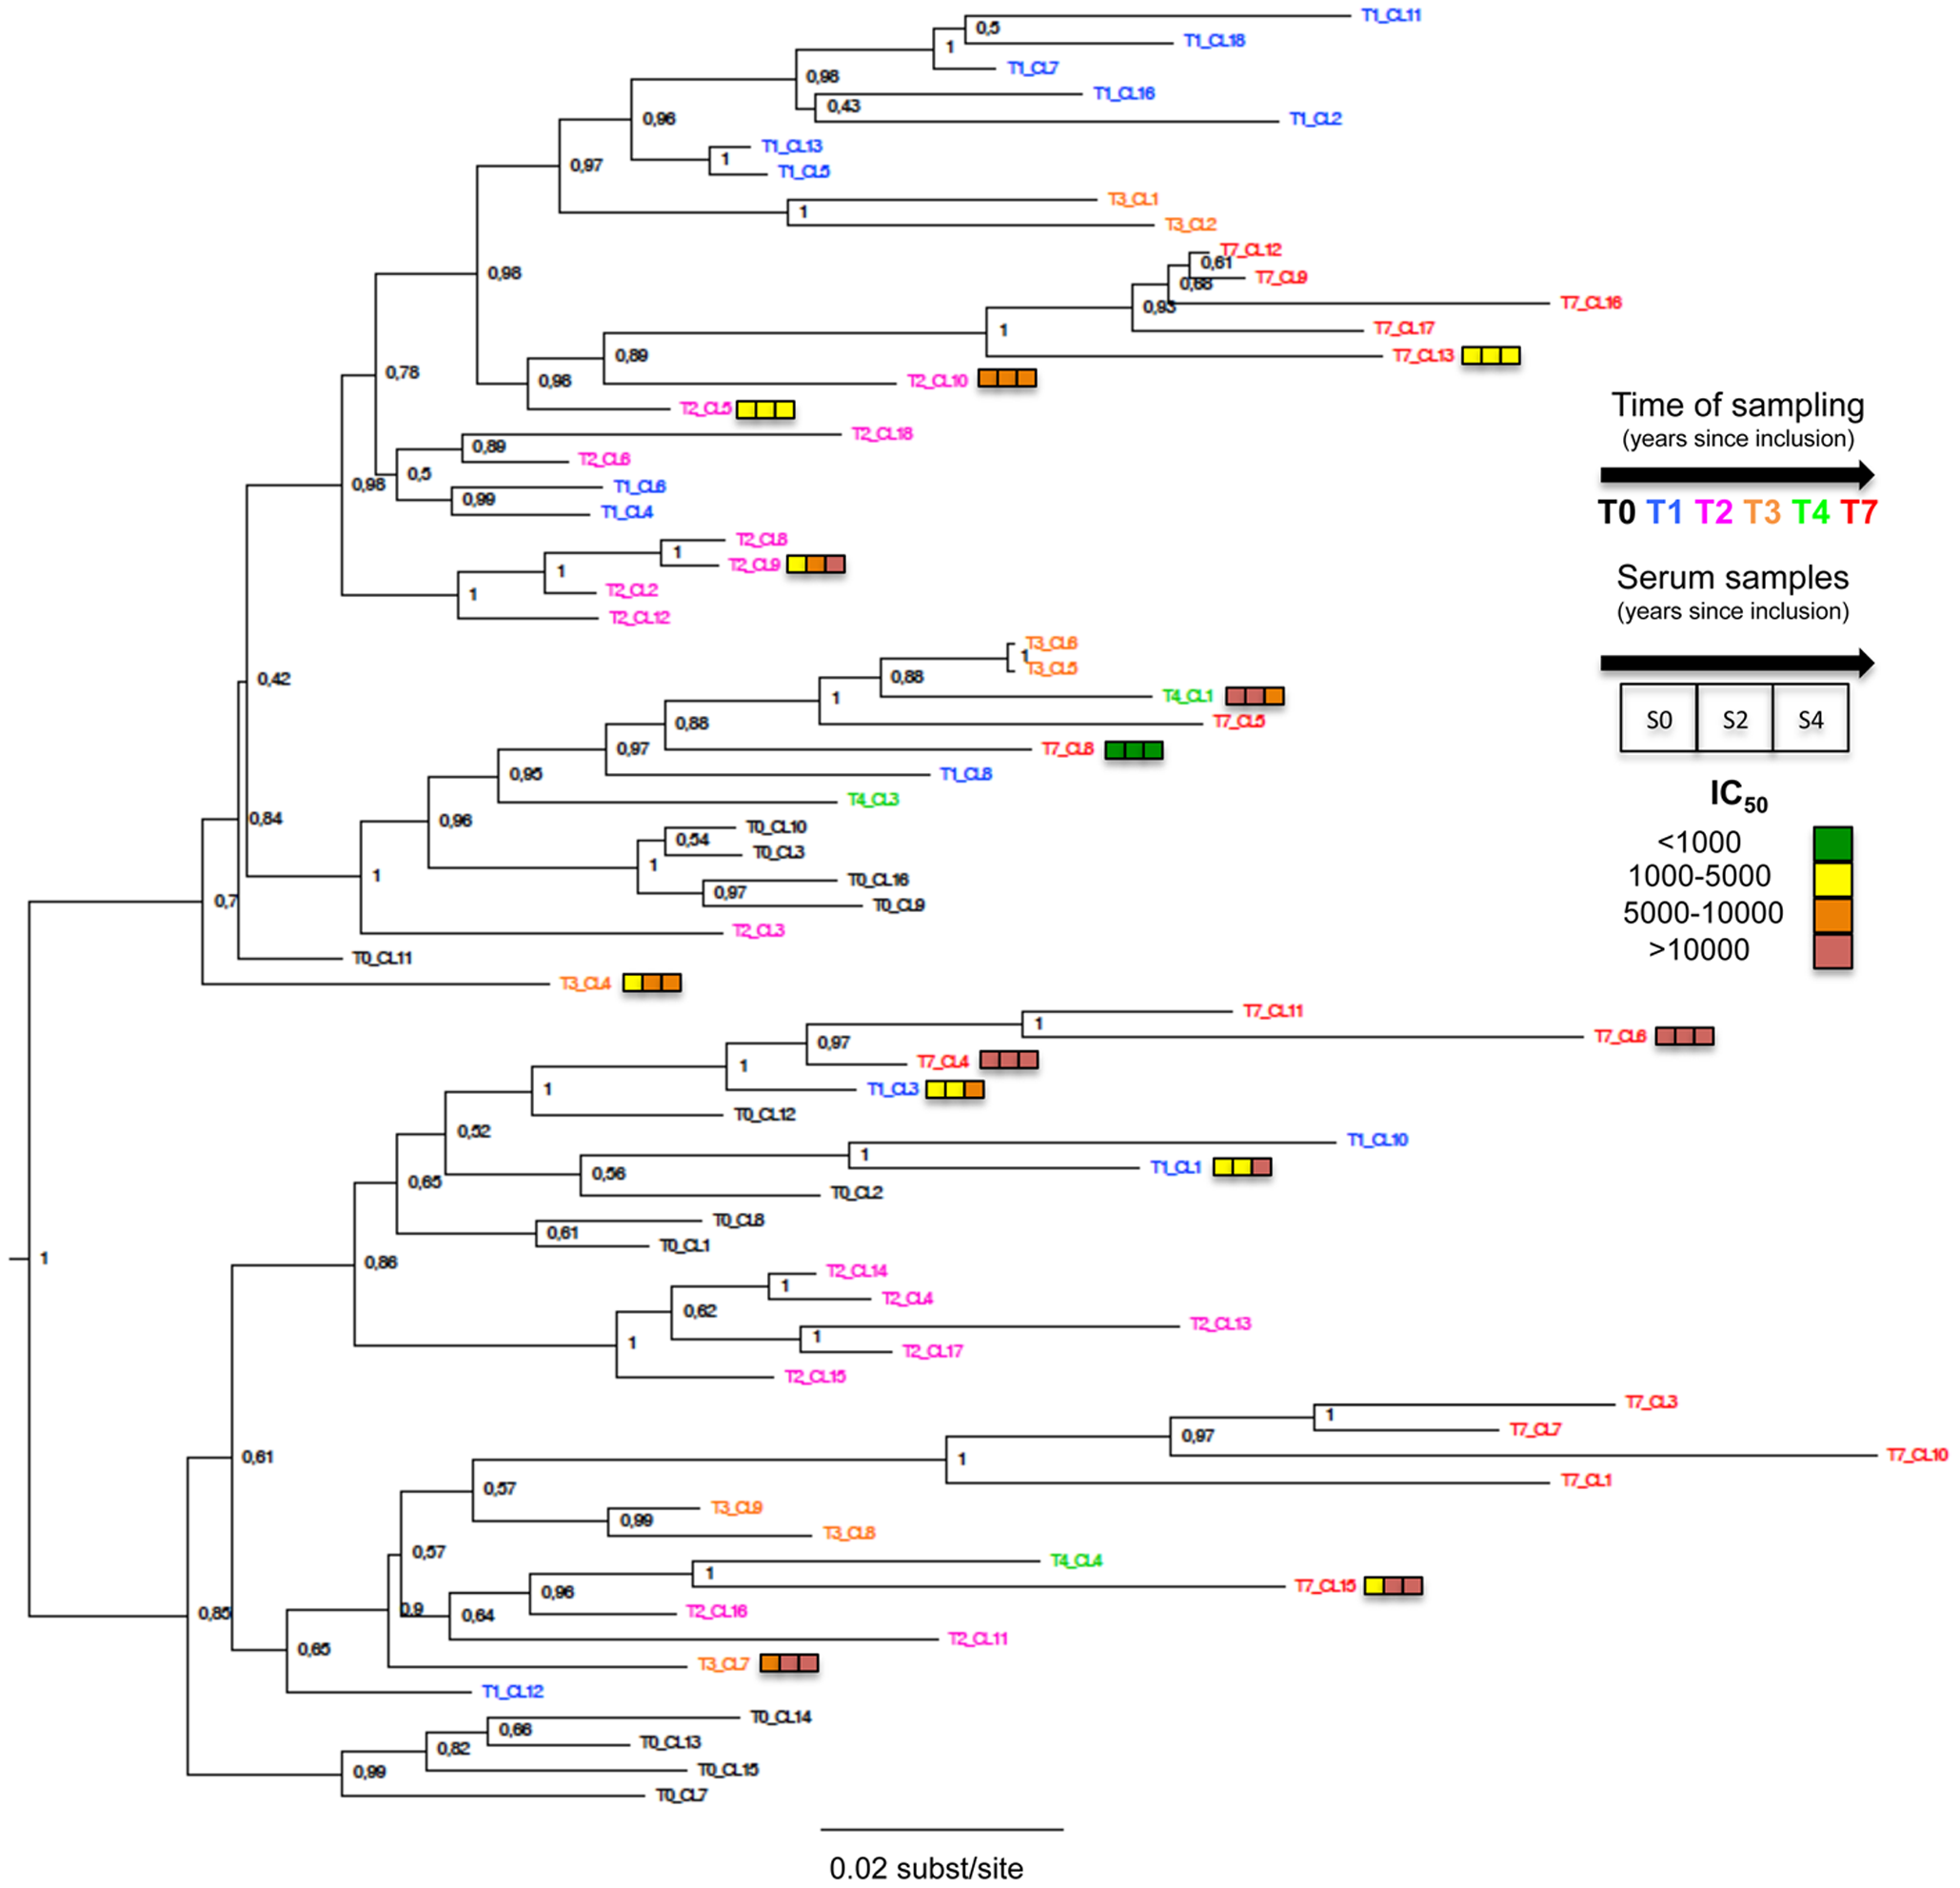 T1_CL11
0,5
T1_CL18
1
T1_CL7
0,98
T1_CL16
0,43
T1_CL2
0,96
T1_CL13
1
T1_CL5
0,97
T3_CL1
1
T3_CL2
T7_CL12
0,61
T7_CL9
0,68
T7_CL16
0,93
T7_CL17
1
T7_CL13
0,89
T2_CL10
0,98
T2_CL5
0,98
0,78
T2_CL18
0,89
T2_CL6
0,5
T1_CL6
0,99
T1_CL4
0,98
T2_CL8
1
T2_CL9
1
T2_CL2
1
T2_CL12
T3_CL6
1
T3_CL5
0,88
T4_CL1
1
T7_CL5
0,88
T7_CL8
0,97
T1_CL8
0,95
T4_CL3
0,96
T0_CL10
0,54
T0_CL3
1
T0_CL16
0,97
T0_CL9
1
T2_CL3
0,42
0,84
T0_CL11
0,7
T3_CL4
T7_CL11
1
T7_CL6
0,97
T7_CL4
1
T1_CL3
1
T0_CL12
0,52
T1_CL10
1
T1_CL1
0,56
T0_CL2
0,65
T0_CL8
0,61
T0_CL1
1
0,86
T2_CL14
1
T2_CL4
0,62
T2_CL13
1
T2_CL17
1
T2_CL15
T7_CL3
1
T7_CL7
0,97
T7_CL10
1
T7_CL1
0,61
0,57
T3_CL9
0,99
T3_CL8
0,57
T4_CL4
1
T7_CL15
0,96
T2_CL16
0,9
0,64
T2_CL11
0,85
0,65
T3_CL7
T1_CL12
T0_CL14
0,66
T0_CL13
0,82
T0_CL15
0,99
T0_CL7
0.02 subst/site
Time of sampling
(years since inclusion)
T0 T1 T2 T3 T4 T7
Serum samples
(years since inclusion)
S0 S2 S4
IC50
<1000
1000-5000
5000-10000
>10000